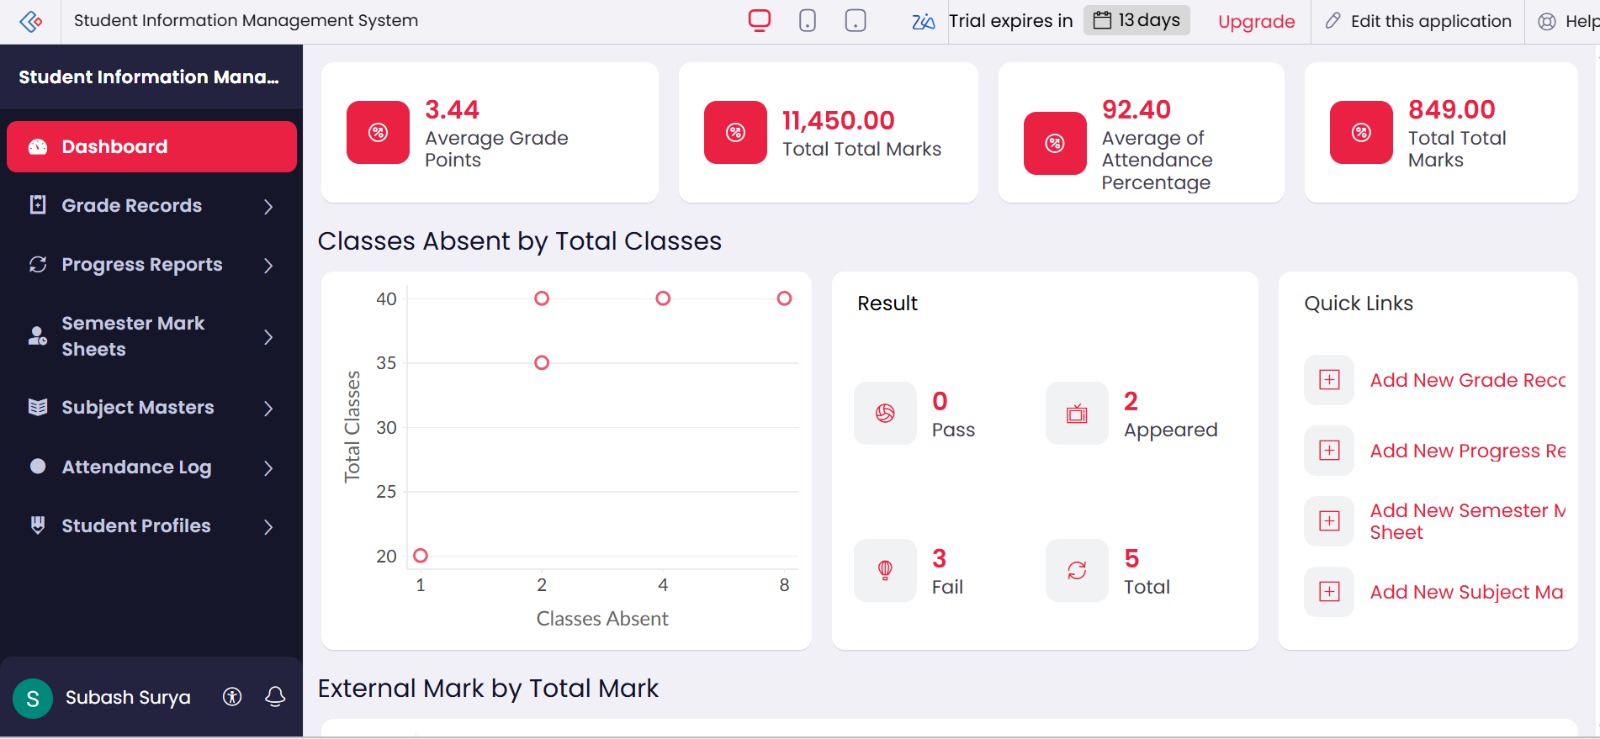 Student Information Management System
Trial expires in 13 days Upgrade Edit this application Help
Student Information Mana...
Dashboard
Grade Records
Progress Reports
Semester Mark
Sheets
Subject Masters
Attendance Log
Student Profiles
S Subash Surya
3.44
Average Grade
Points
11,450.00
Total Total Marks
92.40
Average of
Attendance
Percentage
849.00
Total Total
Marks
Classes Absent by Total Classes
Total Classes
40
35
30
25
20
1 2 4 8
Classes Absent
Result
0
Pass
2
Appeared
3
Fail
5
Total
Quick Links
Add New Grade Reco
Add New Progress Re
Add New Semester M
Sheet
Add New Subject Ma
External Mark by Total Mark